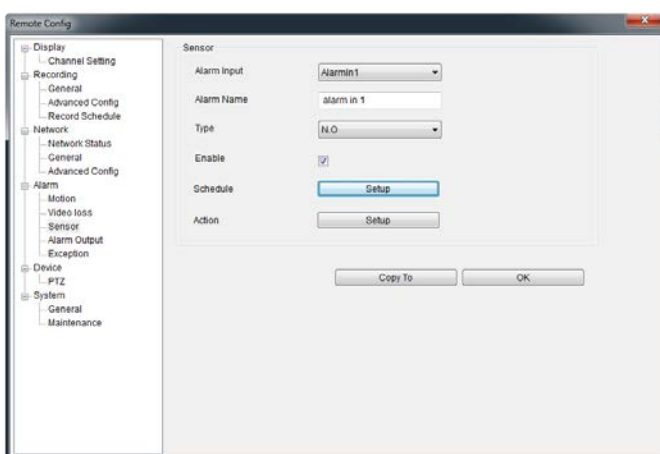 Remote Config
Display
Channel Setting
Recording
General
Advanced Config
Record Schedule
Network
Network Status
General
Advanced Config
Alarm
Motion
Video loss
Sensor
Alarm Output
Exception
Device
PTZ
System
General
Maintenance
Sensor
Alarm Input AlarmIn1
Alarm Name alarm in 1
Type N.O
Enable
Schedule Setup
Action Setup
Copy To OK